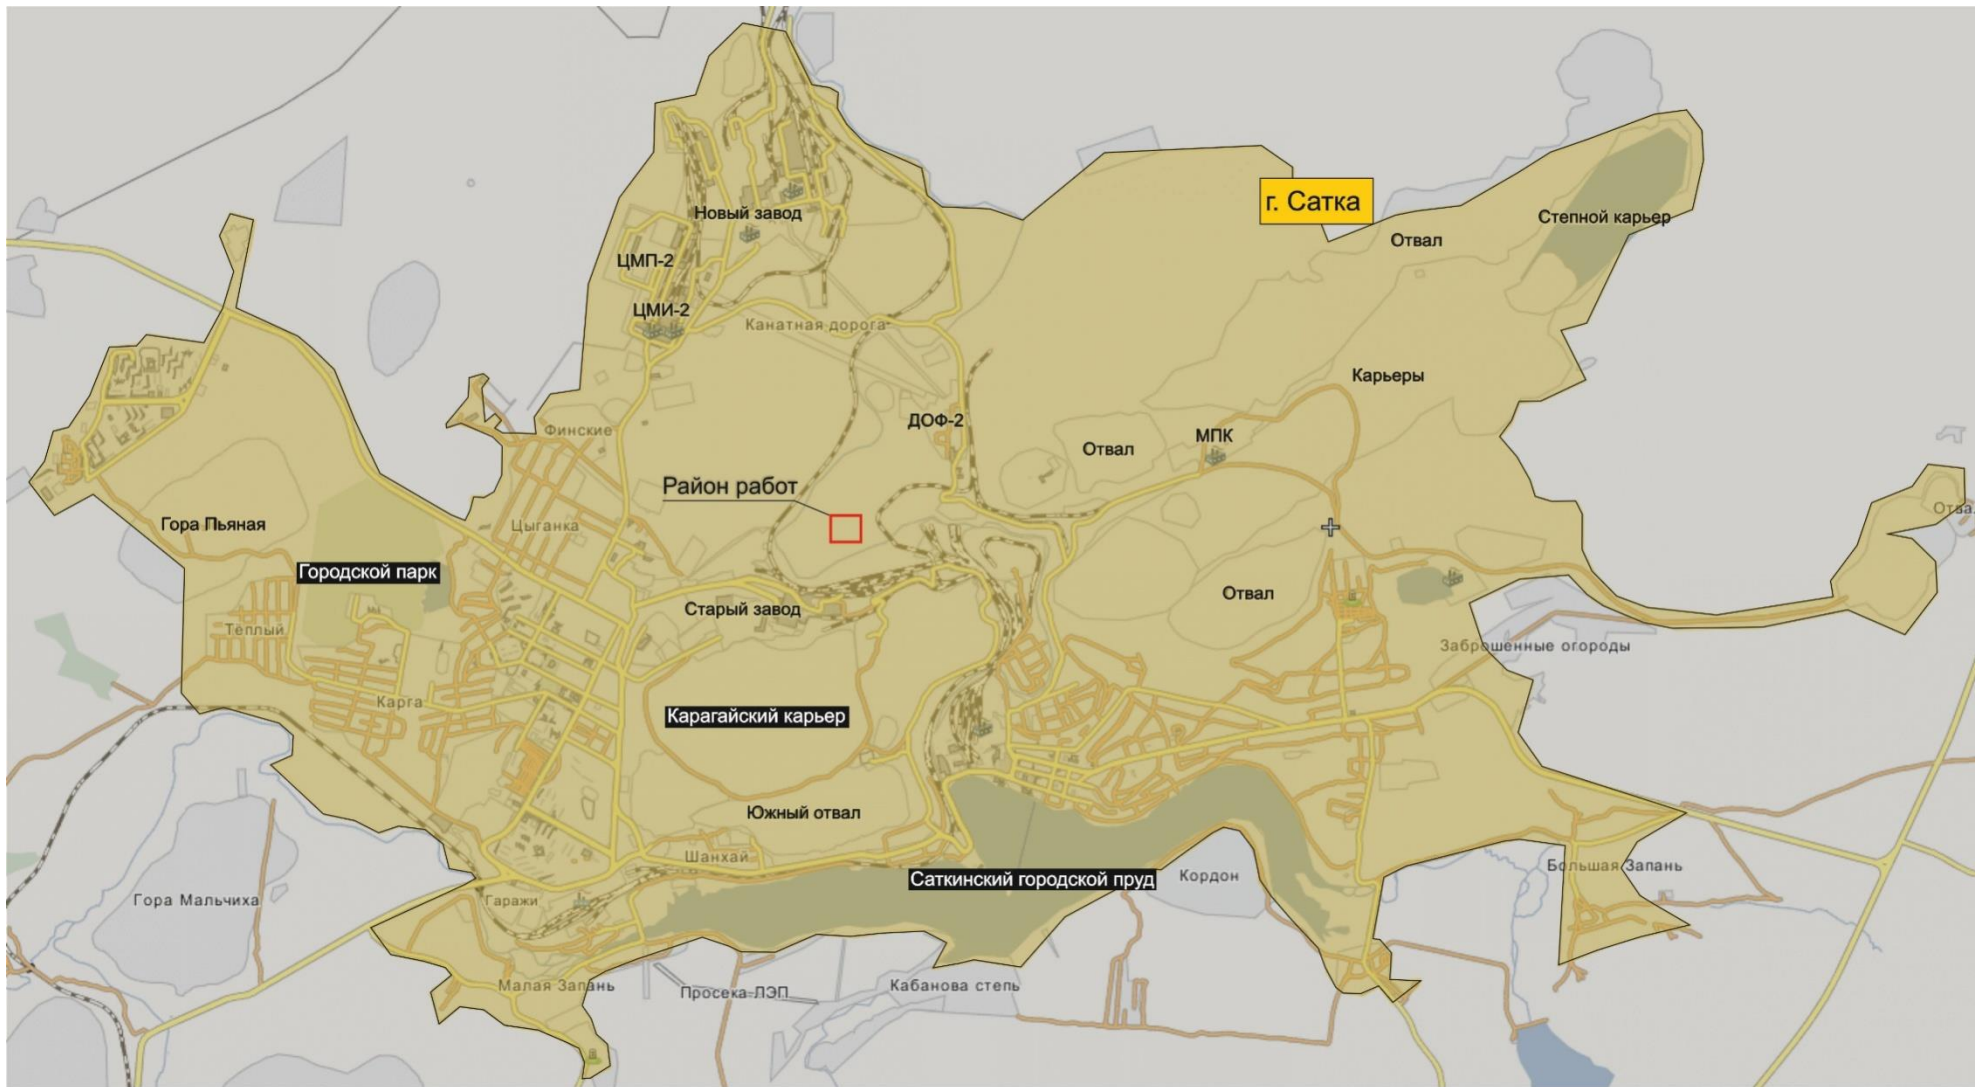 г. Сатка
Новый завод
Степной карьер
Отвал
ЦМП-2
ЦМИ-2
Канатная дорога
Карьеры
ДОФ-2
Финские
МПК
Отвал
Район работ
Отвал
Гора Пьяная
Цыганка
Городской парк
Отвал
Старый завод
Тёплый
Заброшенные огороды
Карга
Карагайский карьер
Южный отвал
Шанхай
Большая Запань
Саткинский городской пруд
Кордон
Гора Мальчиха
Гаражи
Малая Запань
Просека ЛЭП
Кабанова степь